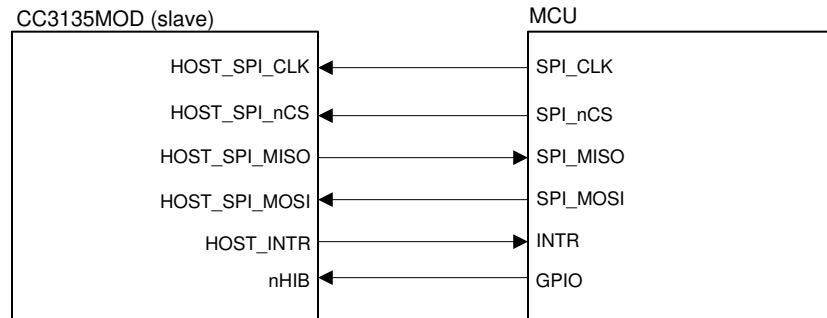 CC3135MOD (slave) MCU
HOST_SPI_CLK SPI_CLK
HOST_SPI_nCS SPI_nCS
HOST_SPI_MISO SPI_MISO
HOST_SPI_MOSI SPI_MOSI
HOST_INTR INTR
nHIB GPIO